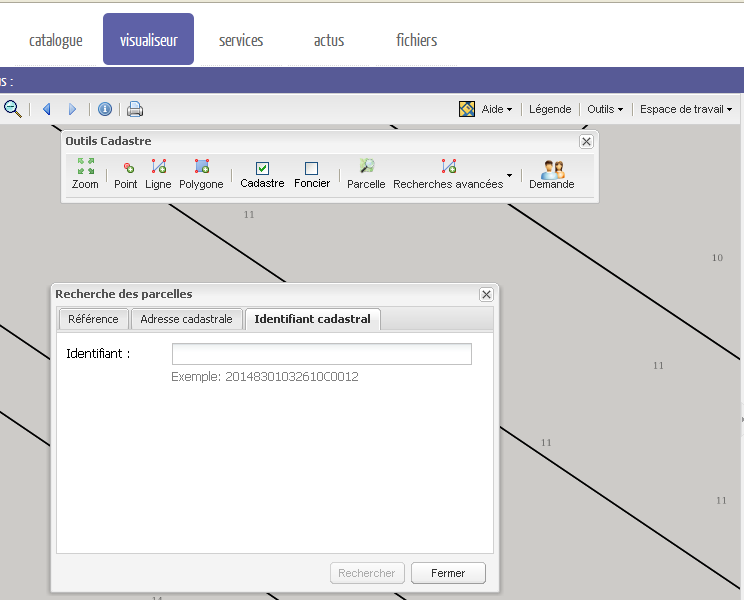 catalogue visualiseur services actus fichiers
s :
Aide Légende Outils Espace de travail
Outils Cadastre
Zoom Point Ligne Polygone Cadastre Foncier Parcelle Recherches avancées Demande
11
10
Recherche des parcelles
Référence Adresse cadastrale Identifiant cadastral
Identifiant :
Exemple: 20148301032610C0012
11
11
11
Rechercher Fermer
14